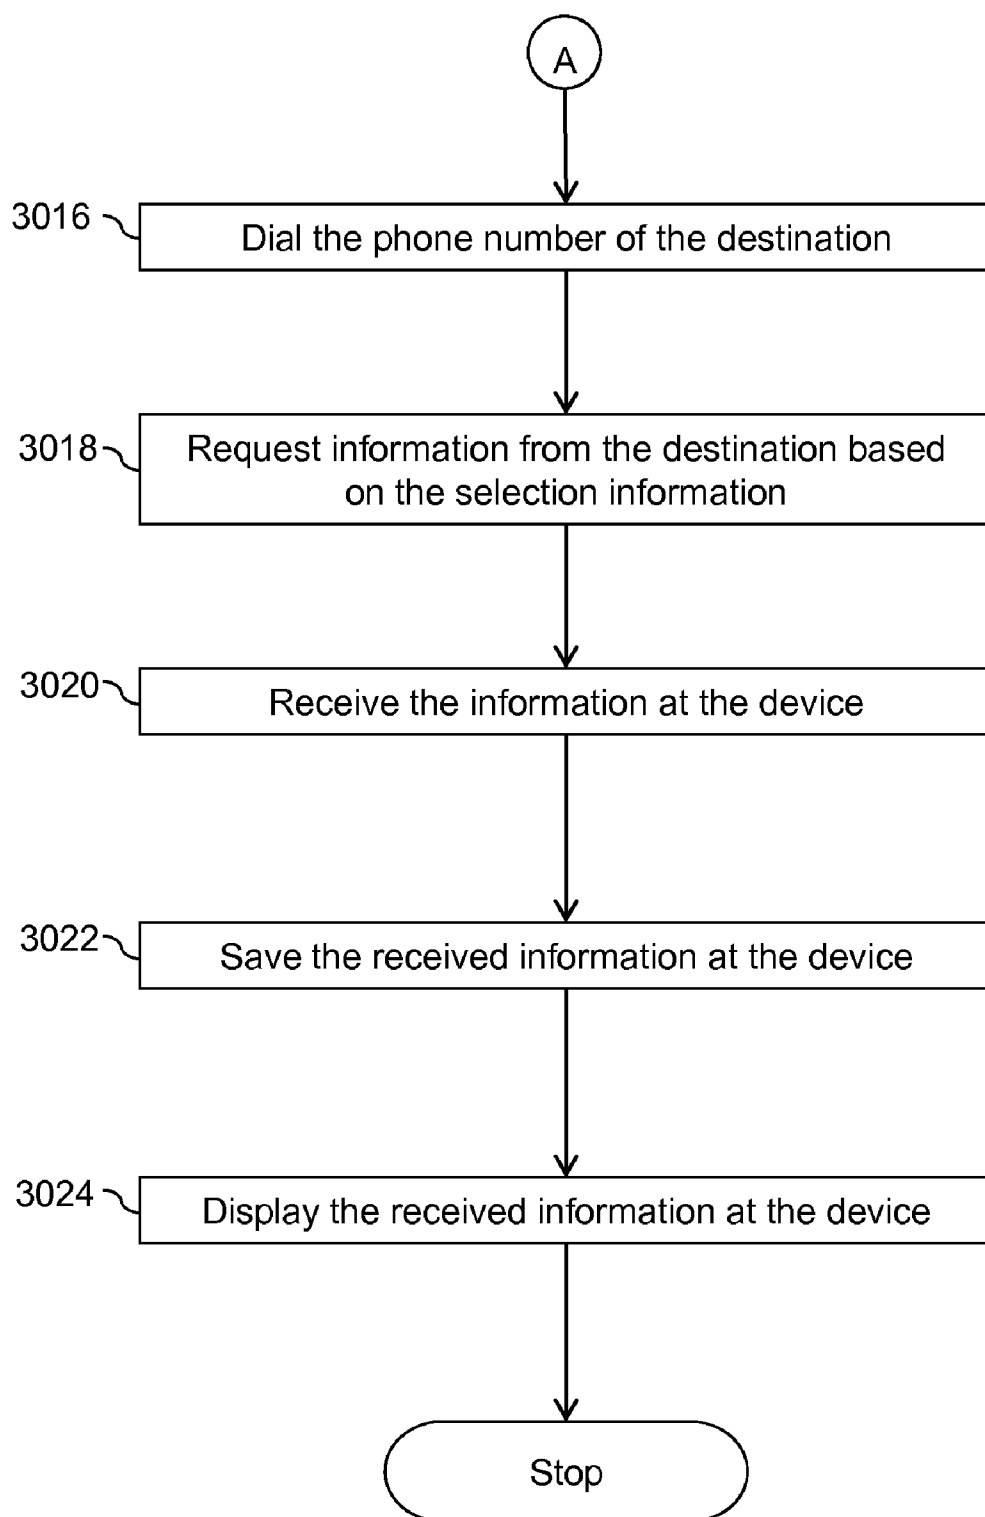 A
3016
Dial the phone number of the destination
3018
Request information from the destination based
on the selection information
3020
Receive the information at the device
3022
Save the received information at the device
3024
Display the received information at the device
Stop